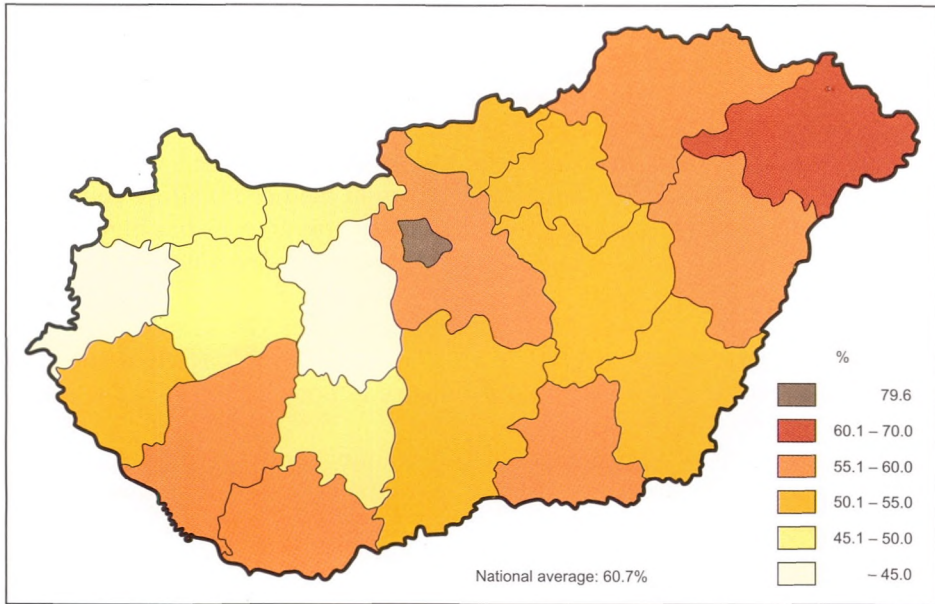 %
79.6
60.1 – 70.0
55.1 – 60.0
50.1 – 55.0
45.1 – 50.0
– 45.0
National average: 60.7%